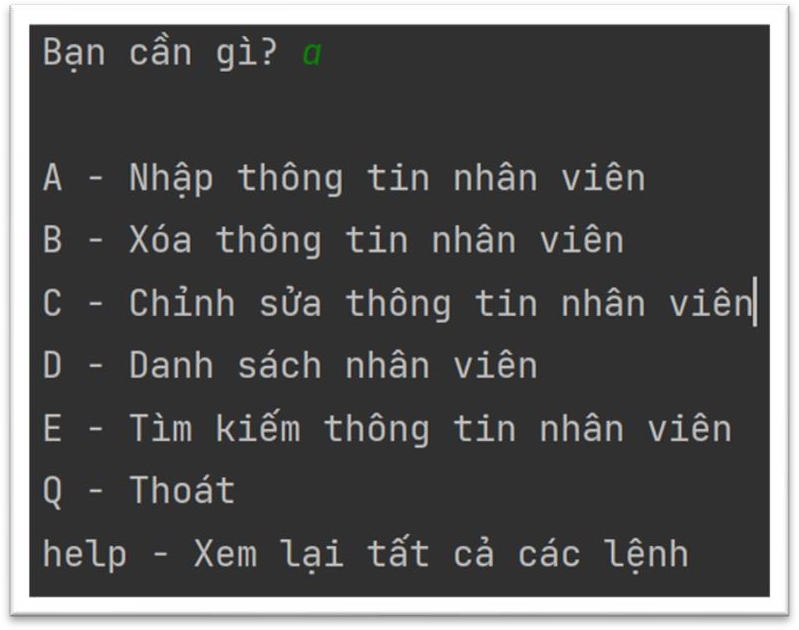 Bạn cần gì? a
A - Nhập thông tin nhân viên
B - Xóa thông tin nhân viên
C - Chỉnh sửa thông tin nhân viên
D - Danh sách nhân viên
E - Tìm kiếm thông tin nhân viên
Q - Thoát
help - Xem lại tất cả các lệnh